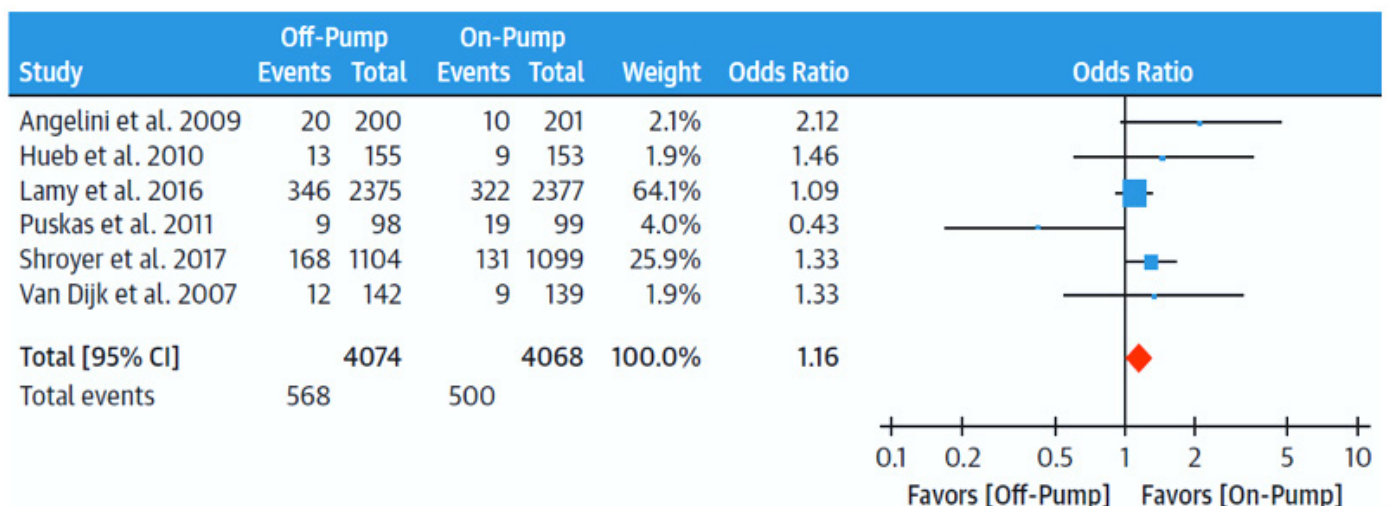 Off-Pump On-Pump
Study Events Total Events Total Weight Odds Ratio Odds Ratio
Angelini et al. 2009 20 200 10 201 2.1% 2.12
Hueb et al. 2010 13 155 9 153 1.9% 1.46
Lamy et al. 2016 346 2375 322 2377 64.1% 1.09
Puskas et al. 2011 9 98 19 99 4.0% 0.43
Shroyer et al. 2017 168 1104 131 1099 25.9% 1.33
Van Dijk et al. 2007 12 142 9 139 1.9% 1.33
Total [95% CI] 4074 4068 100.0% 1.16
Total events 568 500
0.1 0.2 0.5 1 2 5 10
Favors [Off-Pump] Favors [On-Pump]